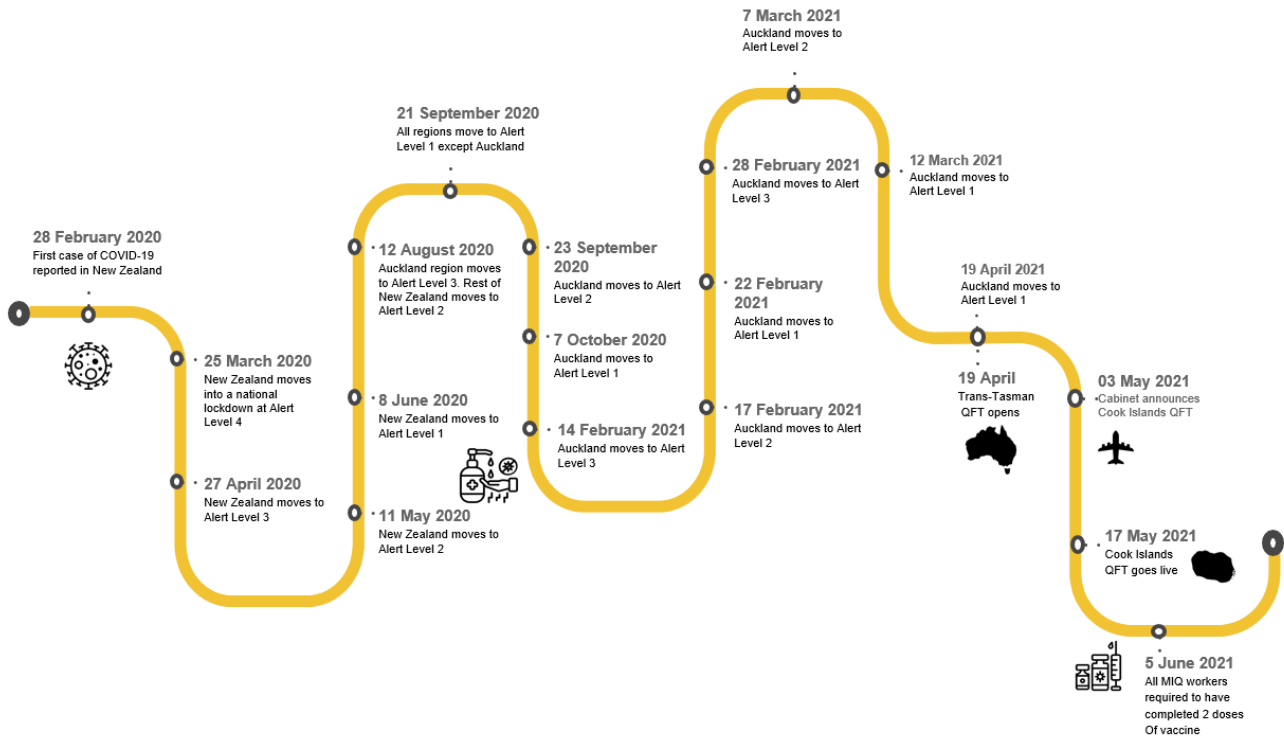 28 February 2020
First case of COVID-19
reported in New Zealand
25 March 2020
New Zealand moves
into a national
lockdown at Alert
Level 4
27 April 2020
New Zealand moves to
Alert Level 3
11 May 2020
New Zealand moves to
Alert Level 2
8 June 2020
New Zealand moves to
Alert Level 1
12 August 2020
Auckland region moves
to Alert Level 3. Rest of
New Zealand moves to
Alert Level 2
21 September 2020
All regions move to Alert
Level 1 except Auckland
23 September
2020
Auckland moves to Alert
Level 2
7 October 2020
Auckland moves to
Alert Level 1
14 February 2021
Auckland moves to Alert
Level 3
17 February 2021
Auckland moves to Alert
Level 2
22 February
2021
Auckland moves to
Alert Level 1
28 February 2021
Auckland moves to Alert
Level 3
7 March 2021
Auckland moves to
Alert Level 2
12 March 2021
Auckland moves to
Alert Level 1
19 April 2021
Auckland moves to
Alert Level 1
19 April
Trans-Tasman
QFT opens
03 May 2021
Cabinet announces
Cook Islands QFT
17 May 2021
Cook Islands
QFT goes live
5 June 2021
All MIQ workers
required to have
completed 2 doses
Of vaccine